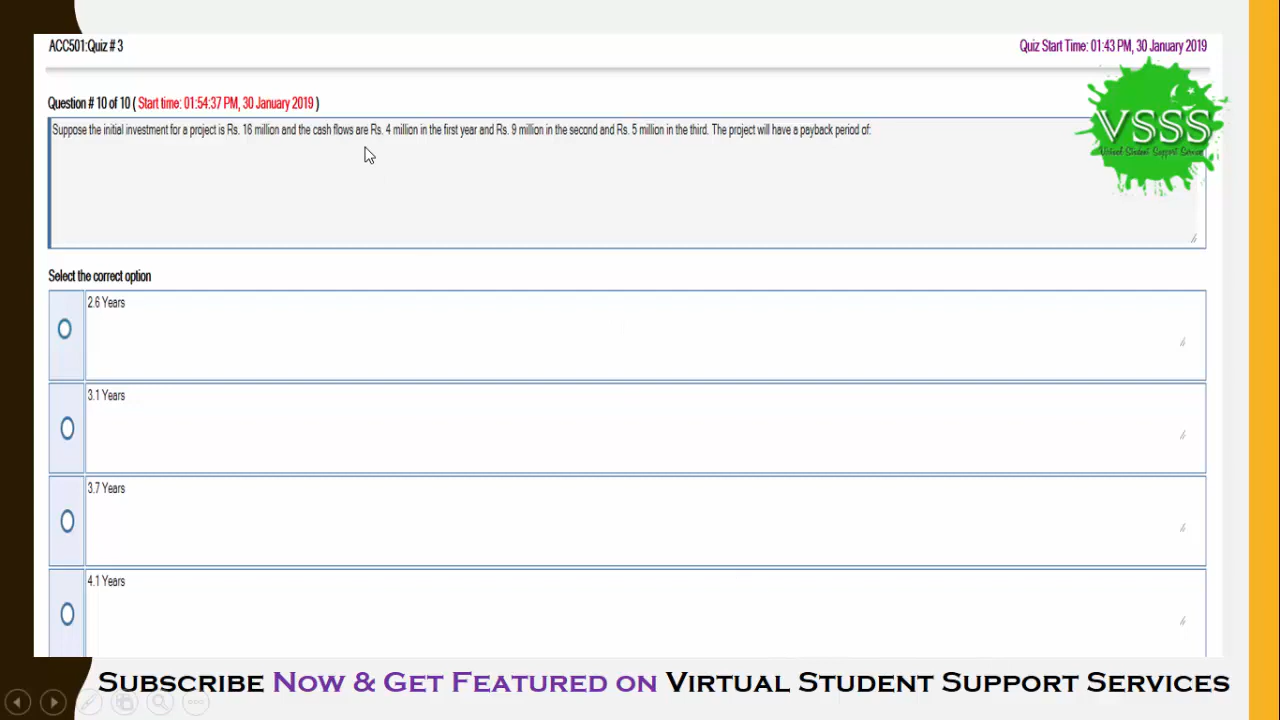 ACC501:Quiz # 3
Quiz Start Time: 01:43 PM, 30 January 2019
Question # 10 of 10 ( Start time: 01:54:37 PM, 30 January 2019 )
Suppose the initial investment for a project is Rs. 16 million and the cash flows are Rs. 4 million in the first year and Rs. 9 million in the second and Rs. 5 million in the third. The project will have a payback period of:
VSSS
Virtual Student Support Service
Select the correct option
2.6 Years
3.1 Years
3.7 Years
4.1 Years
SUBSCRIBE NOW & GET FEATURED ON VIRTUAL STUDENT SUPPORT SERVICES